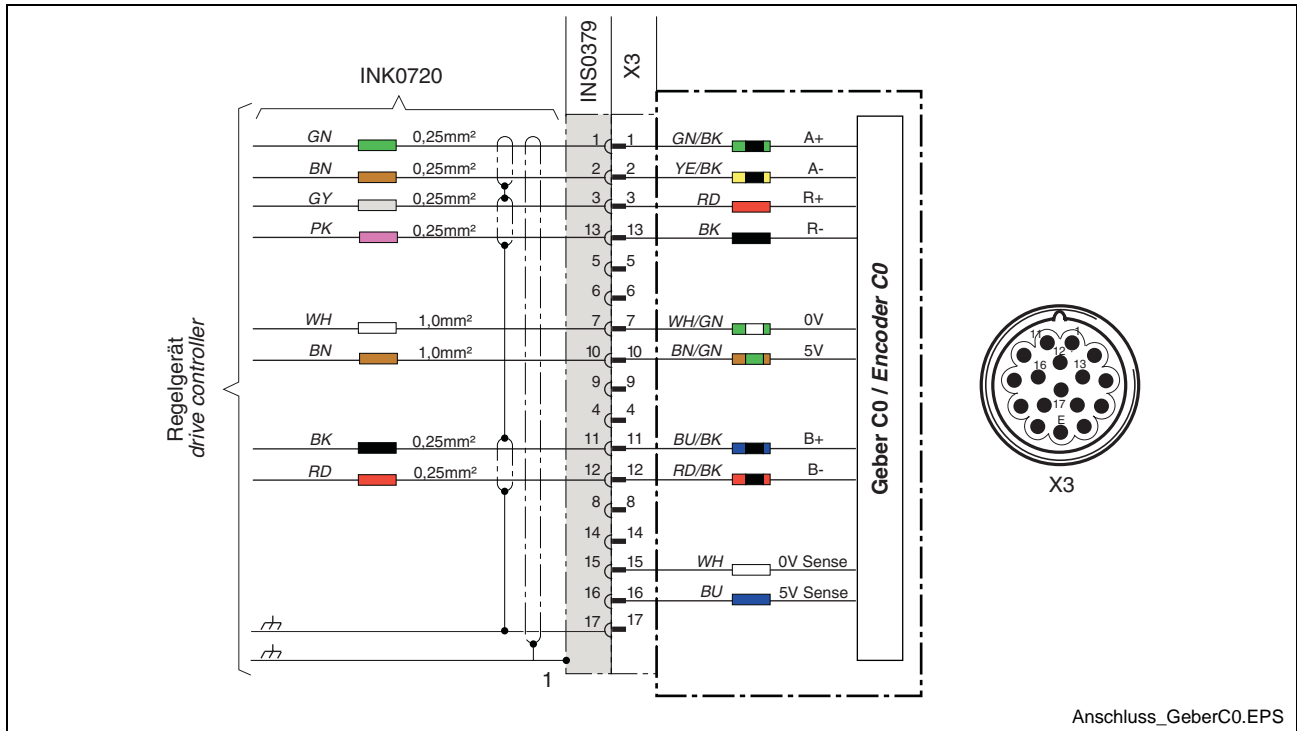 INK0720
INS0379
X3
Regelgerät
drive controller
GN 0,25mm² 1 1 GN/BK A+
BN 0,25mm² 2 2 YE/BK A-
GY 0,25mm² 3 3 RD R+
PK 0,25mm² 13 13 BK R-
5 5
6 6
WH 1,0mm² 7 7 WH/GN 0V
BN 1,0mm² 10 10 BN/GN 5V
9 9
4 4
BK 0,25mm² 11 11 BU/BK B+
RD 0,25mm² 12 12 RD/BK B-
8 8
14 14
15 15 WH 0V Sense
16 16 BU 5V Sense
17 17
1
Geber C0 / Encoder C0
11 1
12
16 13
17
E
X3
Anschluss_GeberC0.EPS